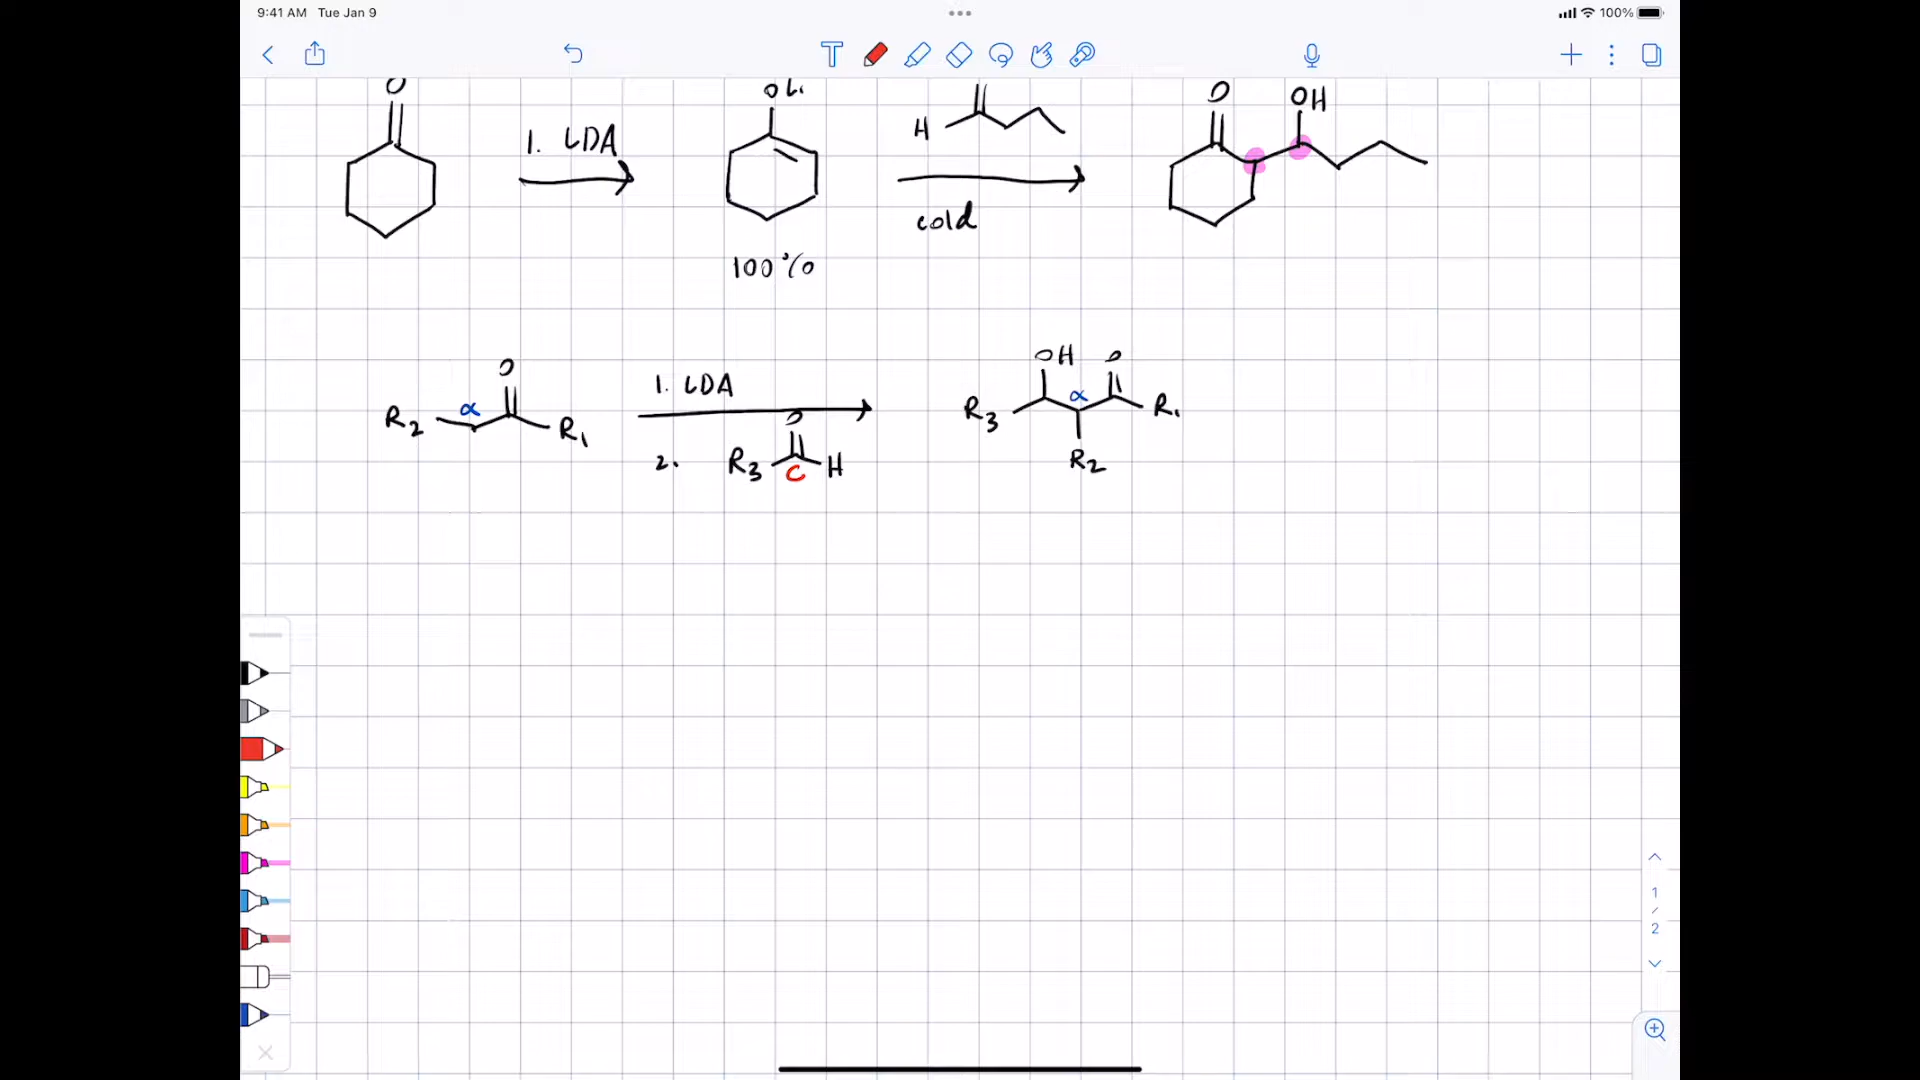 9:41 AM Tue Jan 9
100%
T
O
1. LDA
OLi
H
cold
O
OH
100%
R2
α
O
R1
1. LDA
2.
R3
O
C
H
OH
O
R3
α
R1
R2
1
/
2